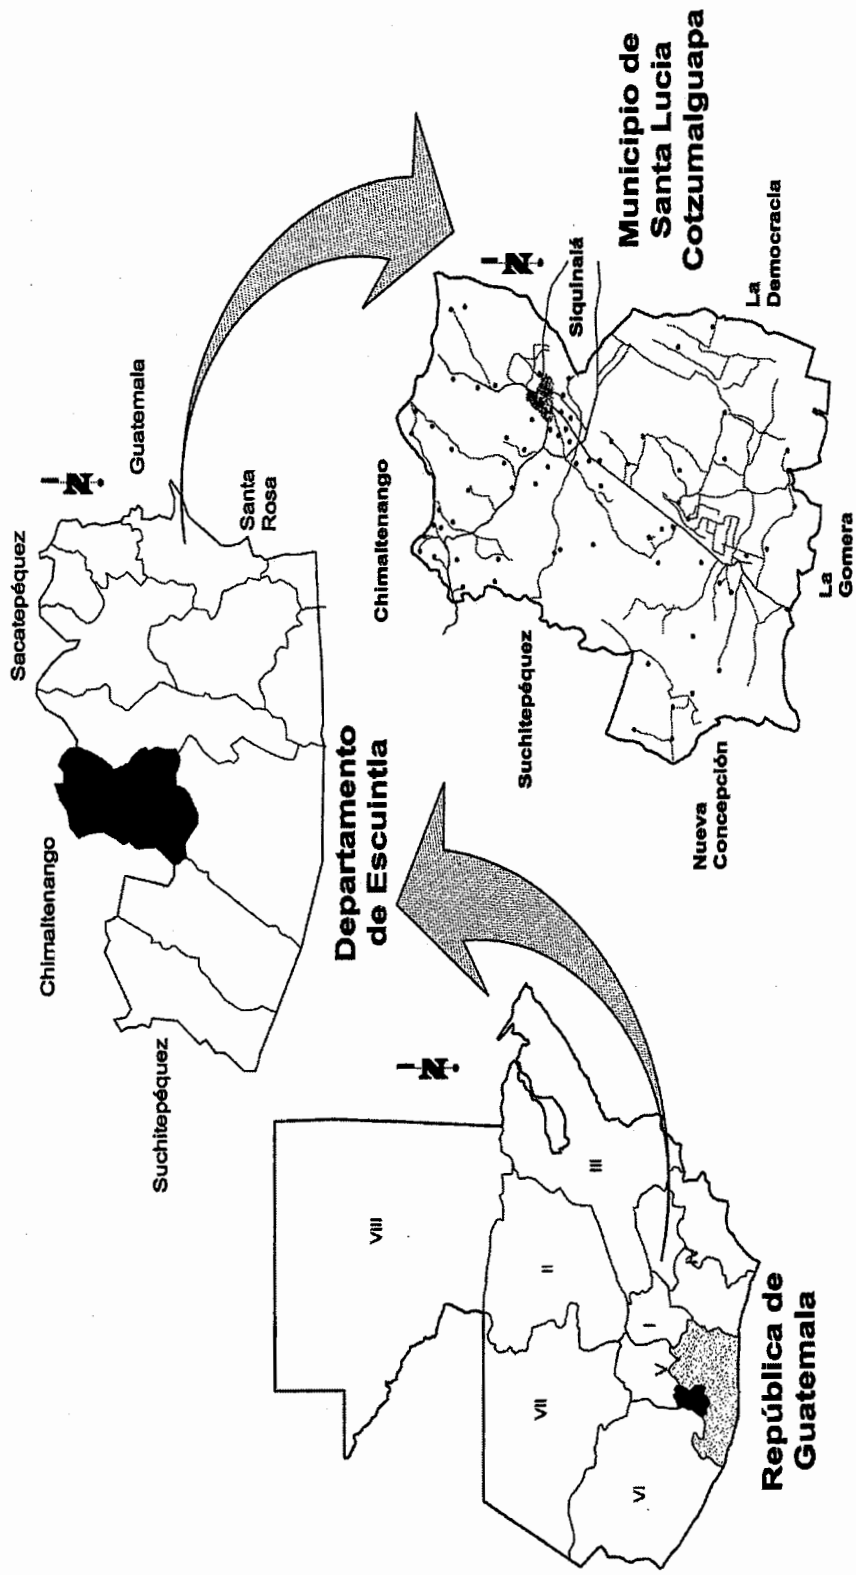 Chimaltenango
Sacatepéquez
N
Guatemala
Suchitepéquez
Santa
Rosa
Departamento
de Escuintla
N
VIII
II
III
VII
I
V
VI
República de
Guatemala
Chimaltenango
N
Suchitepéquez
Siquinalá
Municipio de
Santa Lucia
Cotzumalguapa
Nueva
Concepción
La
Gomera
La
Democracia